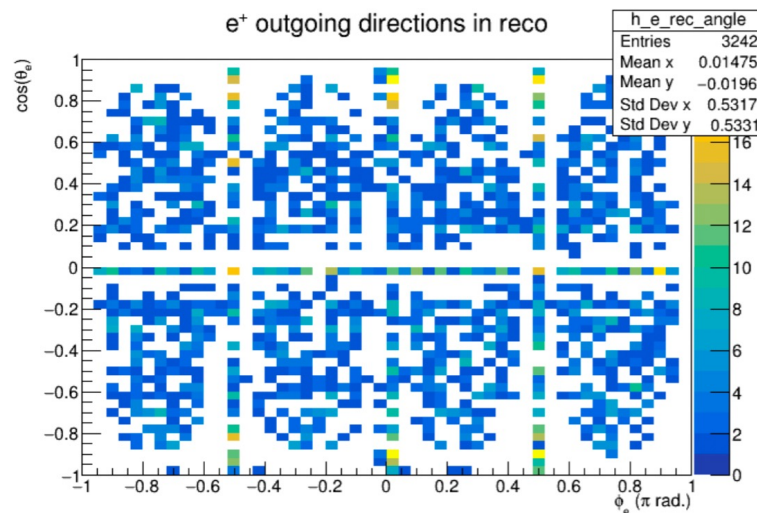 e⁺ outgoing directions in reco
h_e_rec_angle
Entries 3242
Mean x 0.01475
Mean y −0.0196
Std Dev x 0.5317
Std Dev y 0.5331
cos(θₑ)
1
0.8
0.6
0.4
0.2
0
−0.2
−0.4
−0.6
−0.8
−1
−1 −0.8 −0.6 −0.4 −0.2 0 0.2 0.4 0.6 0.8 1
ϕₑ (π rad.)
16
14
12
10
8
6
4
2
0